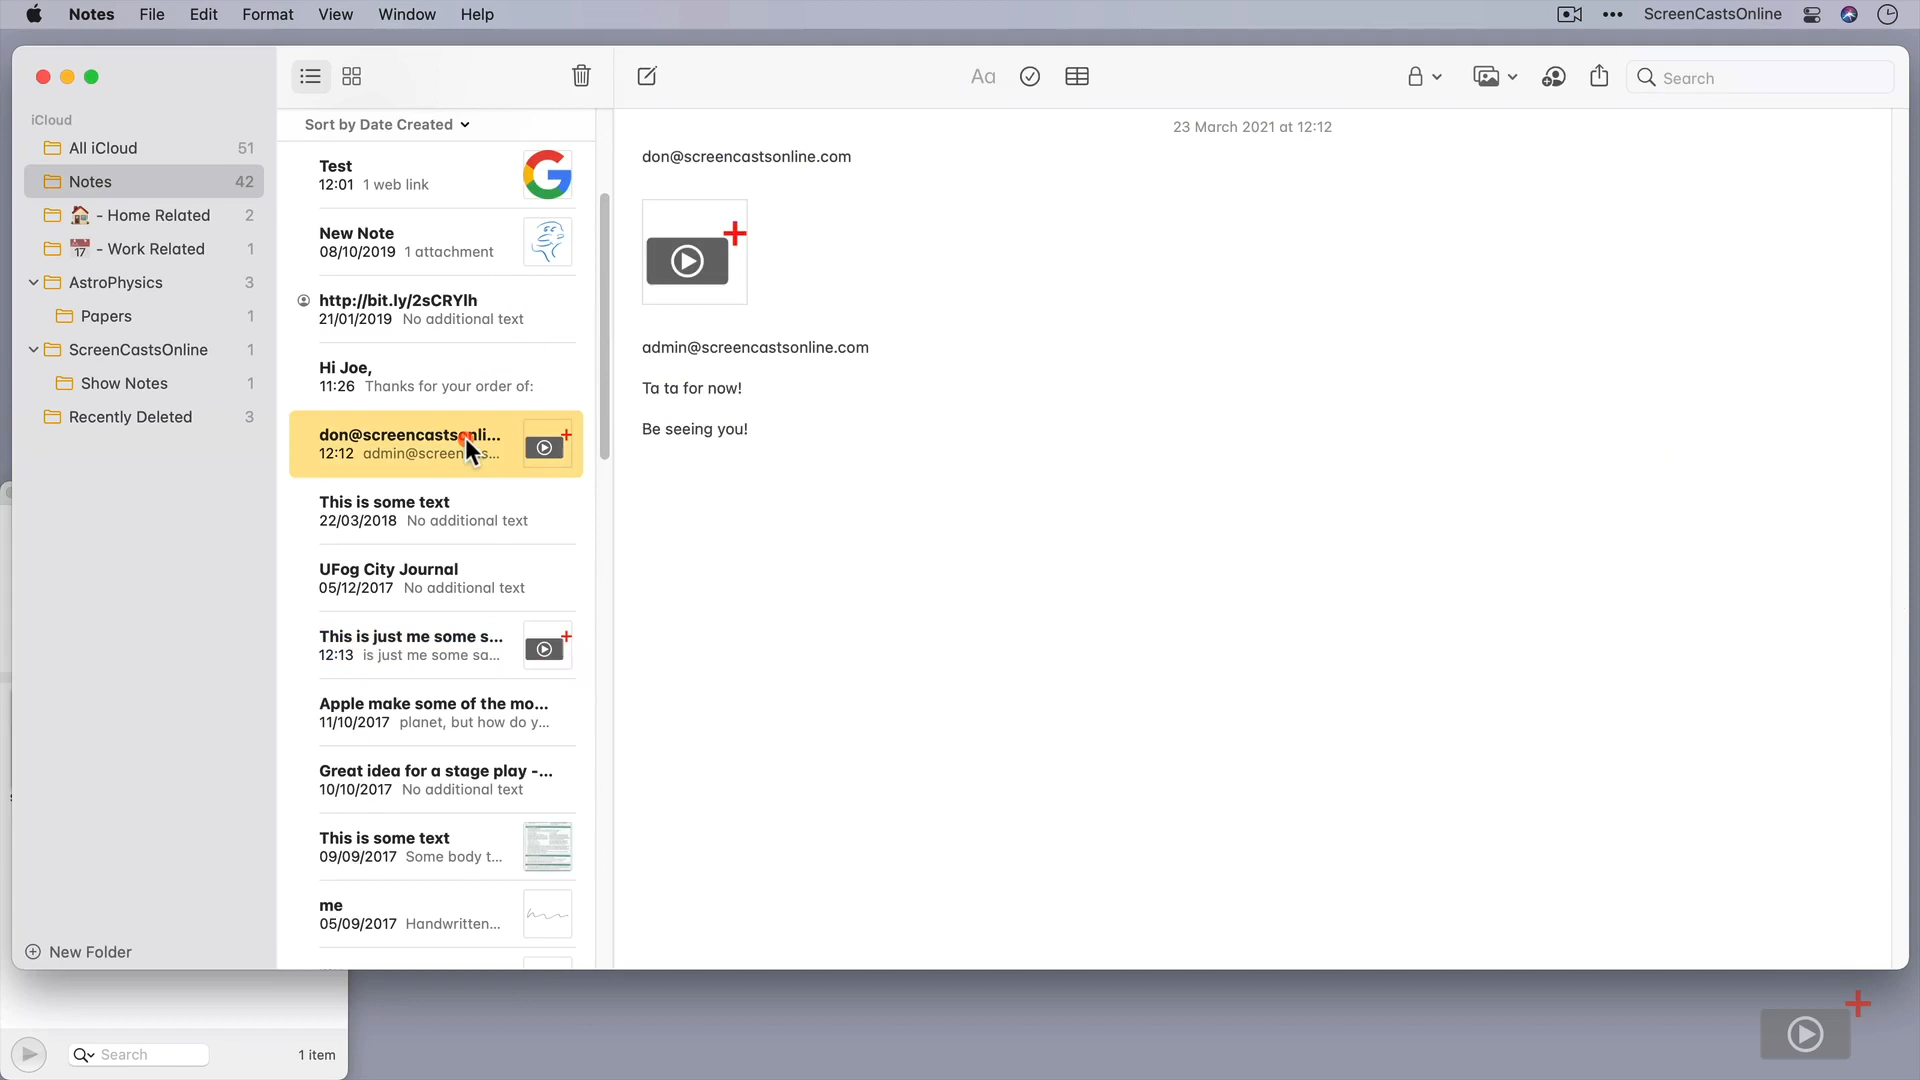 Notes File Edit Format View Window Help
ScreenCastsOnline
iCloud
All iCloud 51
Notes 42
- Home Related 2
- Work Related 1
AstroPhysics 3
Papers 1
ScreenCastsOnline 1
Show Notes 1
Recently Deleted 3
New Folder
Sort by Date Created
Test
12:01 1 web link
New Note
08/10/2019 1 attachment
http://bit.ly/2sCRYlh
21/01/2019 No additional text
Hi Joe,
11:26 Thanks for your order of:
12:12
This is some text
22/03/2018 No additional text
UFog City Journal
05/12/2017 No additional text
This is just me some s...
12:13 is just me some sa...
Apple make some of the mo...
11/10/2017 planet, but how do y...
Great idea for a stage play -...
10/10/2017 No additional text
This is some text
09/09/2017 Some body t...
me
05/09/2017 Handwritten...
Aa
Search
23 March 2021 at 12:12
don@screencastsonline.com
admin@screencastsonline.com
Ta ta for now!
Be seeing you!
Search
1 item